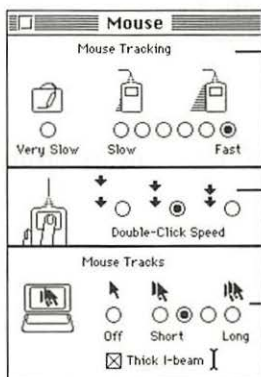 Mouse
Mouse Tracking
Very Slow Slow Fast
Double-Click Speed
Mouse Tracks
Off Short Long
Thick I-beam